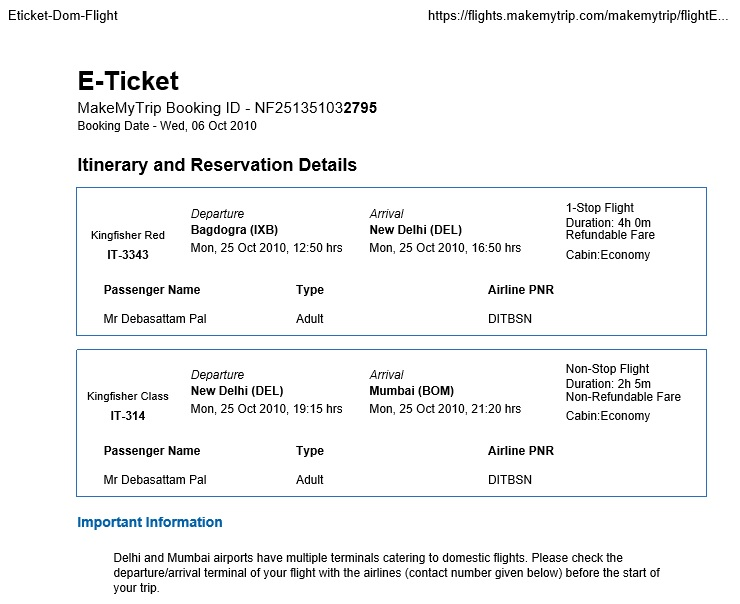 Eticket-Dom-Flight https://flights.makemytrip.com/makemytrip/flightE...
E-Ticket
MakeMyTrip Booking ID - NF251351032795
Booking Date - Wed, 06 Oct 2010
Itinerary and Reservation Details
Kingfisher Red
IT-3343
Departure
Bagdogra (IXB)
Mon, 25 Oct 2010, 12:50 hrs
Arrival
New Delhi (DEL)
Mon, 25 Oct 2010, 16:50 hrs
1-Stop Flight
Duration: 4h 0m
Refundable Fare
Cabin:Economy
Passenger Name Type Airline PNR
Mr Debasattam Pal Adult DITBSN
Kingfisher Class
IT-314
Departure
New Delhi (DEL)
Mon, 25 Oct 2010, 19:15 hrs
Arrival
Mumbai (BOM)
Mon, 25 Oct 2010, 21:20 hrs
Non-Stop Flight
Duration: 2h 5m
Non-Refundable Fare
Cabin:Economy
Passenger Name Type Airline PNR
Mr Debasattam Pal Adult DITBSN
Important Information
Delhi and Mumbai airports have multiple terminals catering to domestic flights. Please check the
departure/arrival terminal of your flight with the airlines (contact number given below) before the start of
your trip.